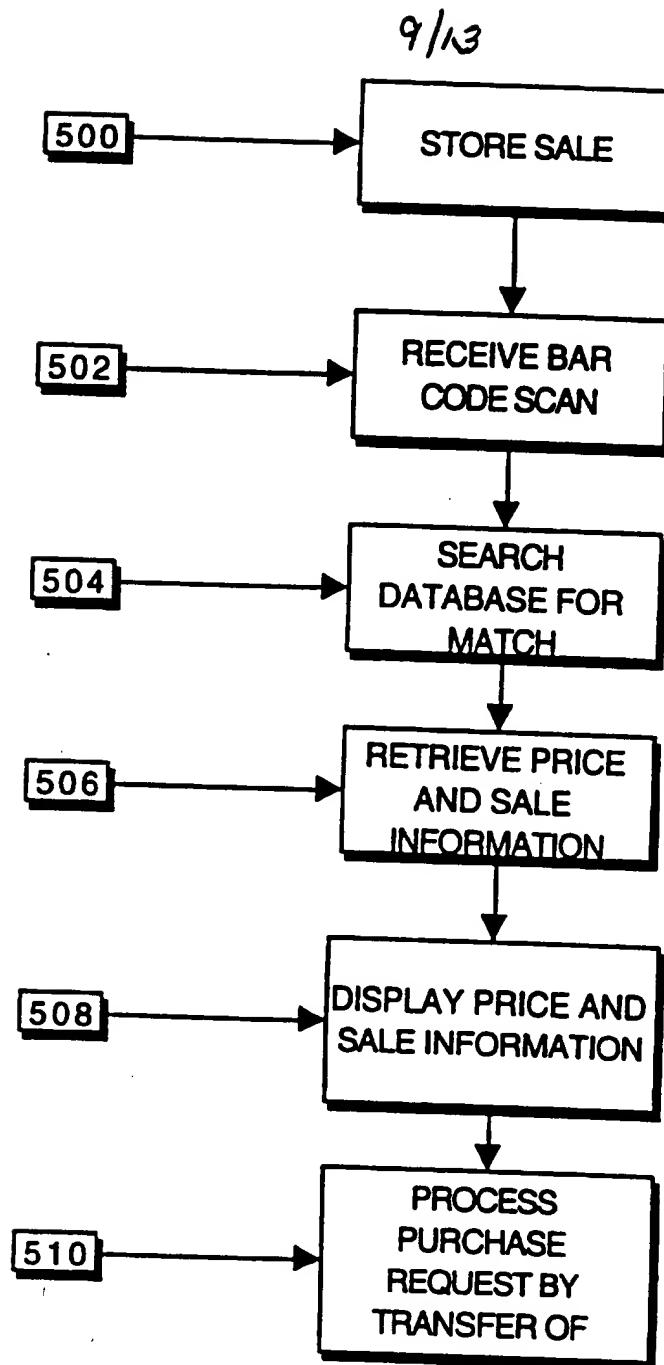 9/13
500
STORE SALE
502
RECEIVE BAR
CODE SCAN
504
SEARCH
DATABASE FOR
MATCH
506
RETRIEVE PRICE
AND SALE
INFORMATION
508
DISPLAY PRICE AND
SALE INFORMATION
510
PROCESS
PURCHASE
REQUEST BY
TRANSFER OF